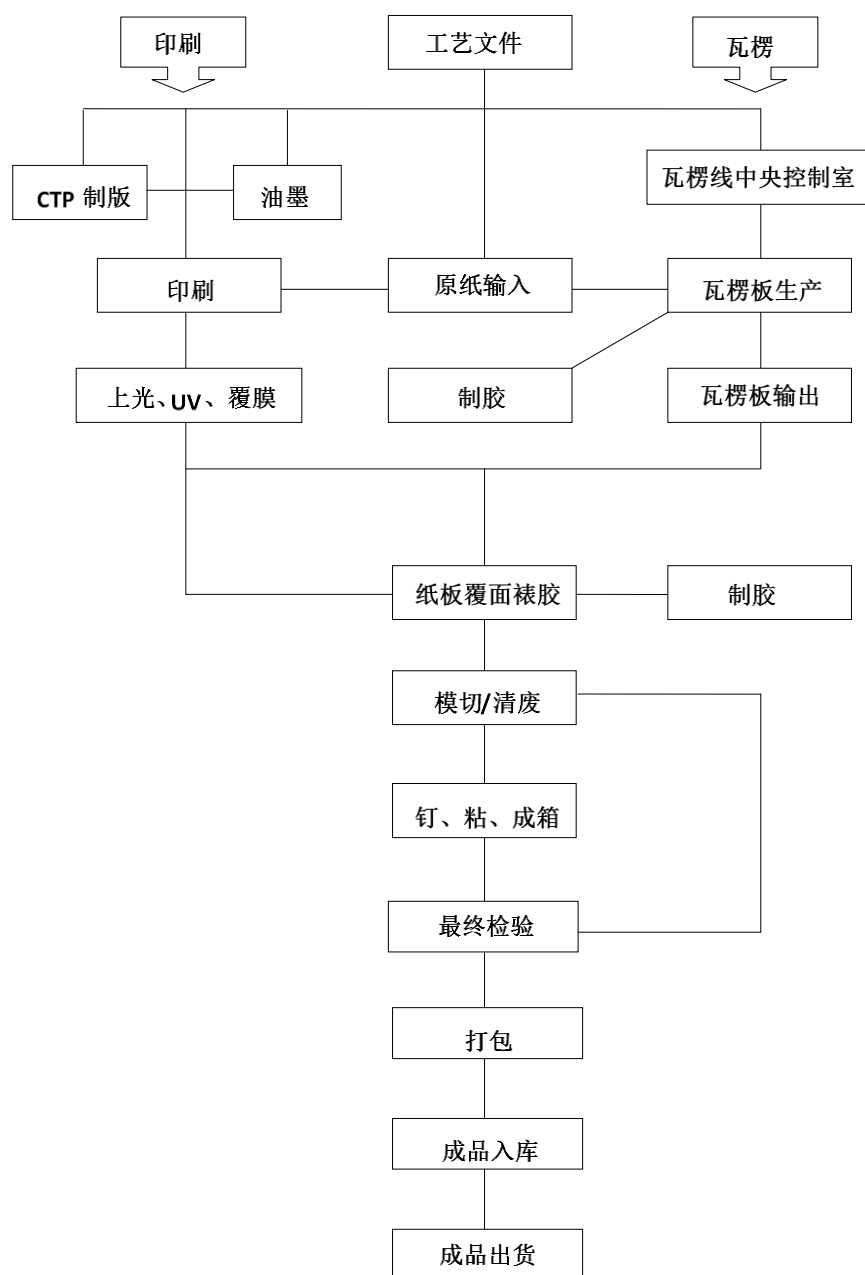 印刷
工艺文件
瓦楞
CTP 制版
油墨
瓦楞线中央控制室
印刷
原纸输入
瓦楞板生产
上光、UV、覆膜
制胶
瓦楞板输出
纸板覆面裱胶
制胶
模切/清废
钉、粘、成箱
最终检验
打包
成品入库
成品出货